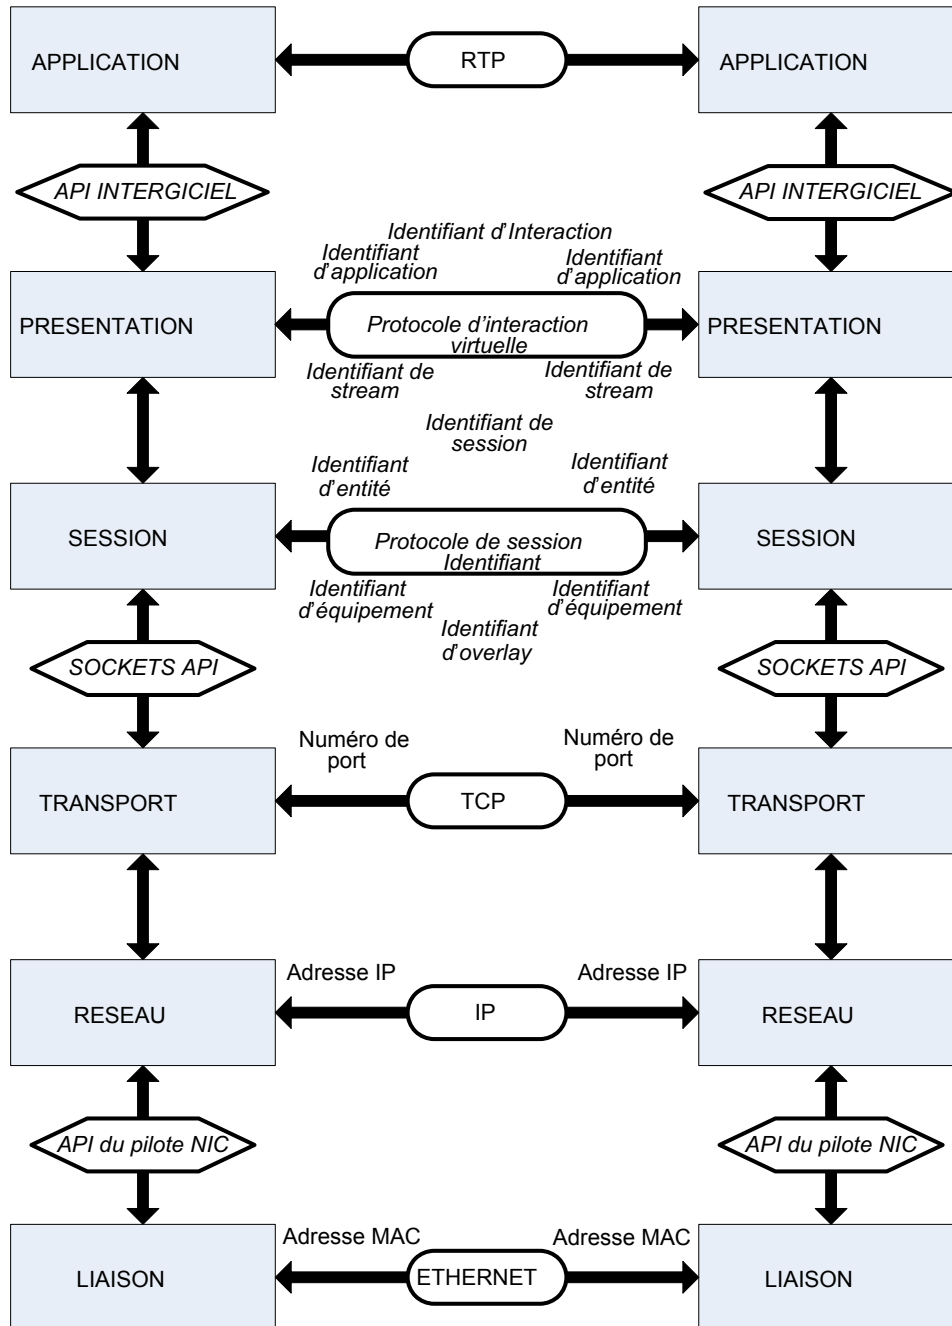 APPLICATION
RTP
APPLICATION
API INTERGICIEL
API INTERGICIEL
Identifiant d'Interaction
Identifiant
d'application
Identifiant
d'application
PRESENTATION
Protocole d'interaction
virtuelle
PRESENTATION
Identifiant de
stream
Identifiant de
stream
Identifiant de
session
Identifiant
d'entité
Identifiant
d'entité
SESSION
Protocole de session
Identifiant
SESSION
Identifiant
d'équipement
Identifiant
d'équipement
Identifiant
d'overlay
SOCKETS API
SOCKETS API
Numéro de
port
Numéro de
port
TRANSPORT
TCP
TRANSPORT
Adresse IP
Adresse IP
RESEAU
IP
RESEAU
API du pilote NIC
API du pilote NIC
Adresse MAC
Adresse MAC
LIAISON
ETHERNET
LIAISON